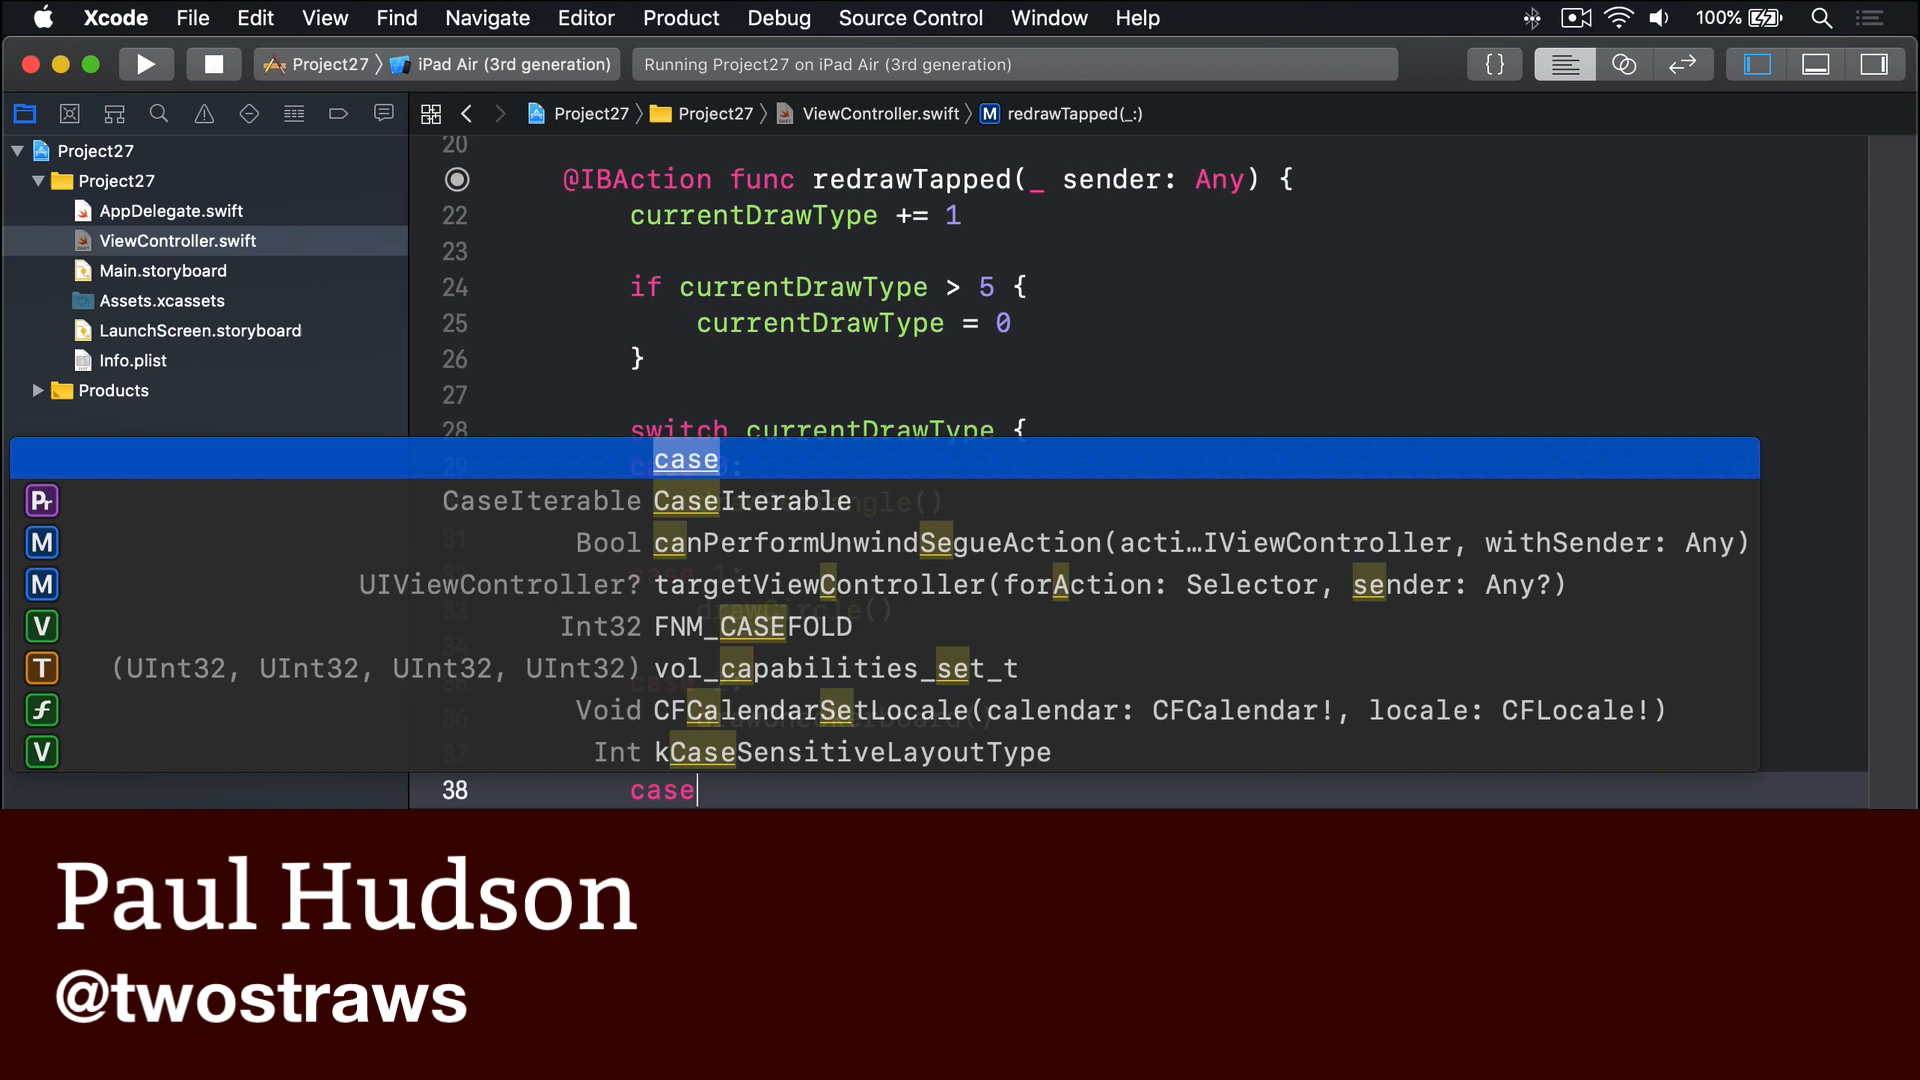 Xcode File Edit View Find Navigate Editor Product Debug Source Control Window Help 100%
Project27 iPad Air (3rd generation) Running Project27 on iPad Air (3rd generation) {}
Project27 Project27 ViewController.swift M redrawTapped(_:)
Project27
Project27
AppDelegate.swift
ViewController.swift
Main.storyboard
Assets.xcassets
LaunchScreen.storyboard
Info.plist
Products
20
@IBAction func redrawTapped(_ sender: Any) {
22 currentDrawType += 1
23
24 if currentDrawType > 5 {
25 currentDrawType = 0
26 }
27
28 switch currentDrawType {
case
Pr CaseIterable CaseIterable
M Bool canPerformUnwindSegueAction(acti…IViewController, withSender: Any)
M UIViewController? targetViewController(forAction: Selector, sender: Any?)
V Int32 FNM_CASEFOLD
T (UInt32, UInt32, UInt32, UInt32) vol_capabilities_set_t
f Void CFCalendarSetLocale(calendar: CFCalendar!, locale: CFLocale!)
V Int kCaseSensitiveLayoutType
38 case
Paul Hudson
@twostraws